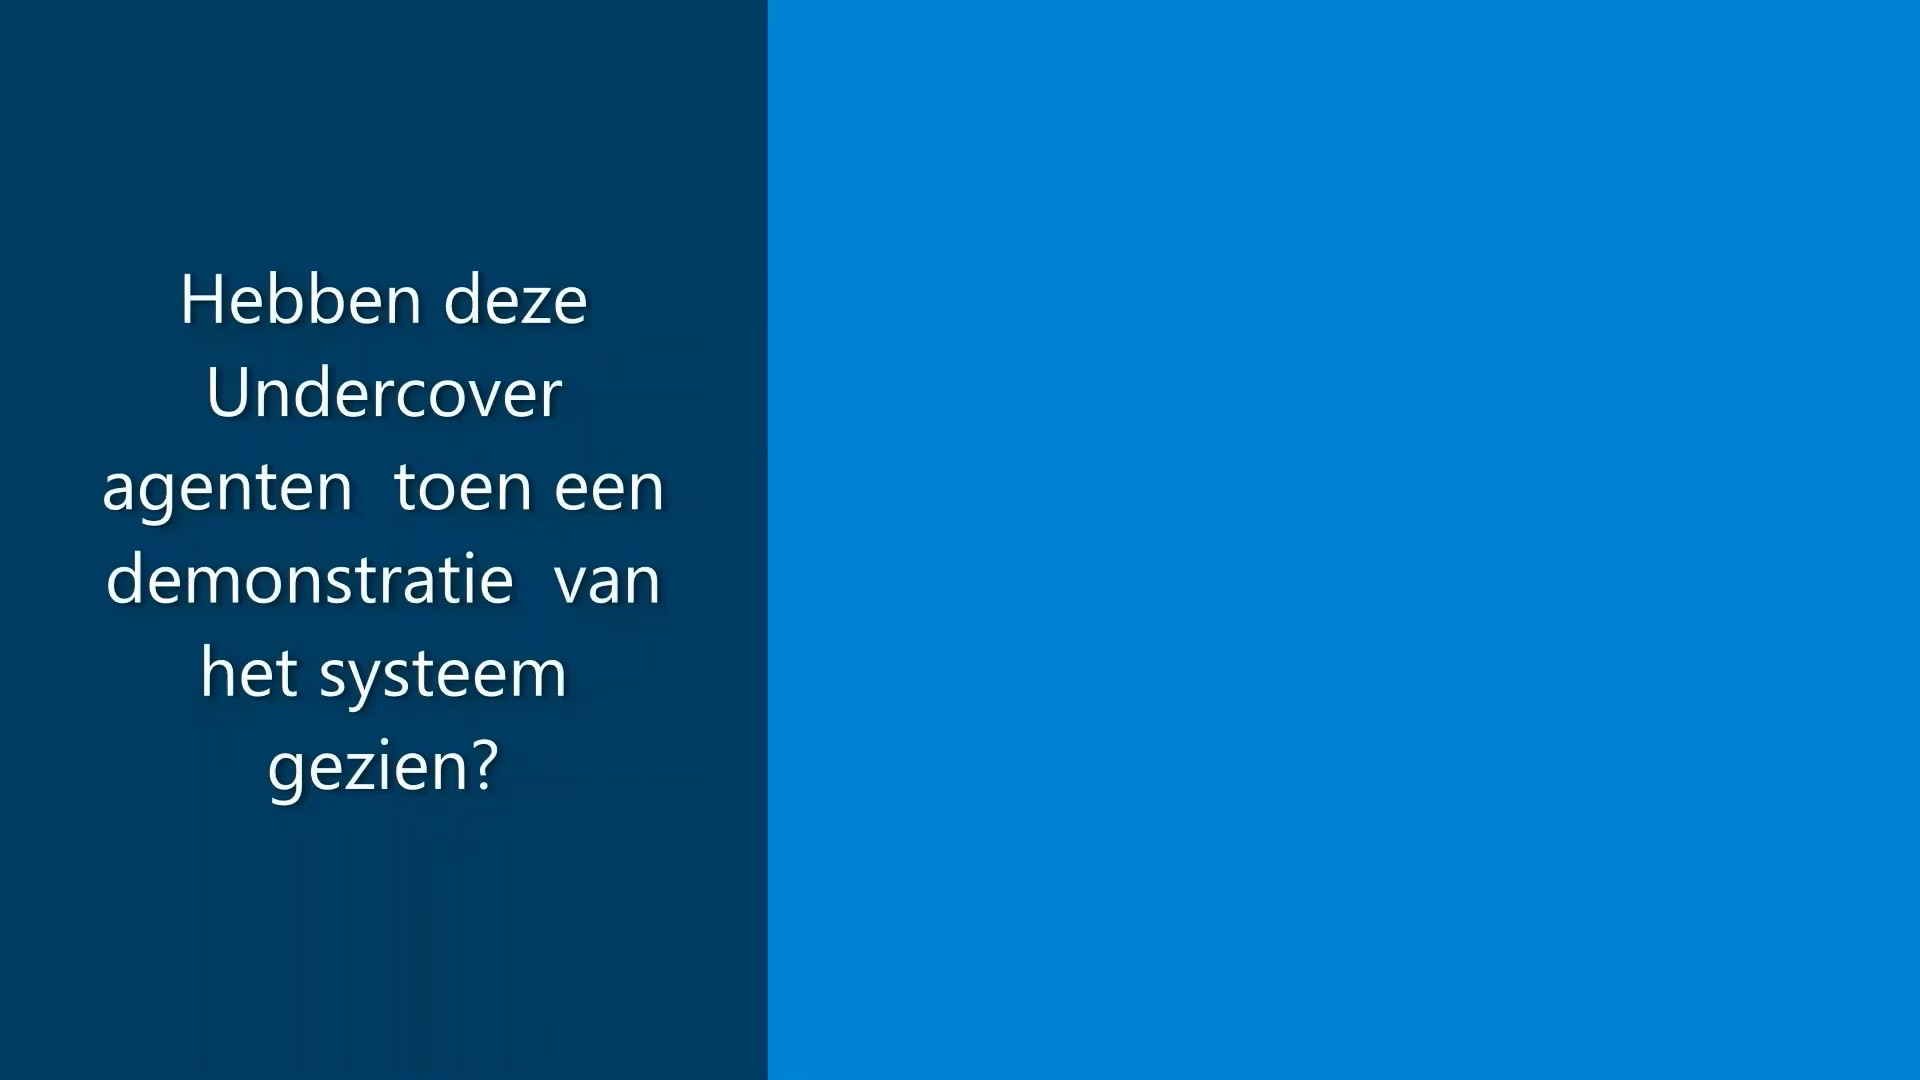 Hebben deze
Undercover
agenten  toen een
demonstratie  van
het systeem
gezien?